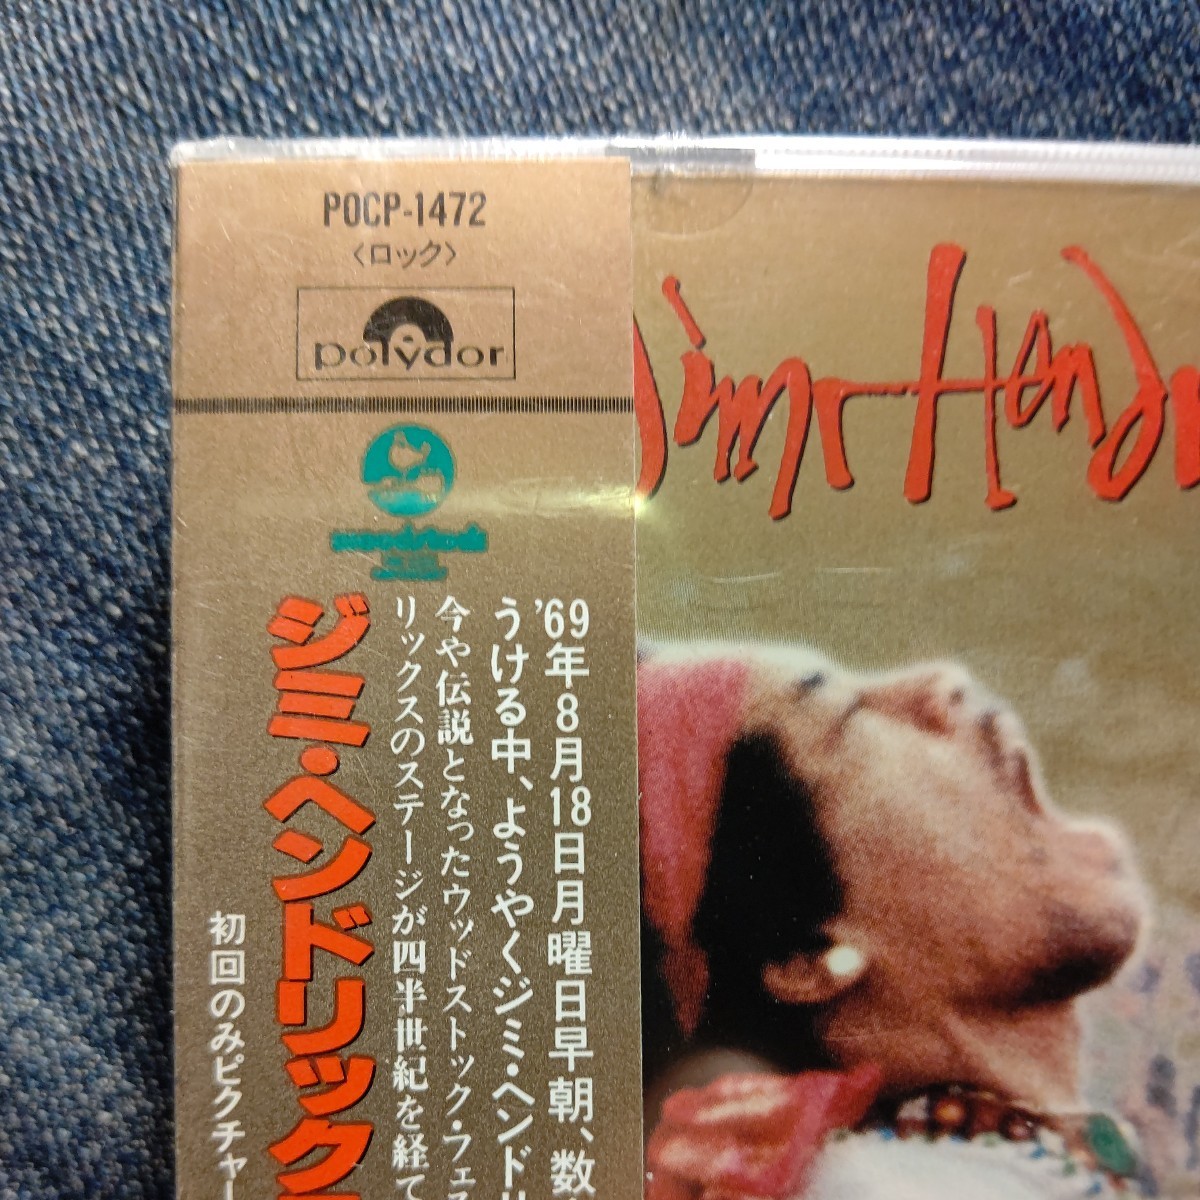 POCP-1472
〈ロック〉
polydor
Jimi Hend
'69年8月18日月曜日早朝、数
うける中、ようやくジミ・ヘンド
今や伝説となったウッドストック・フェス
リックスのステージが四半世紀を経て
ジミ・ヘンドリック
初回のみピクチャー